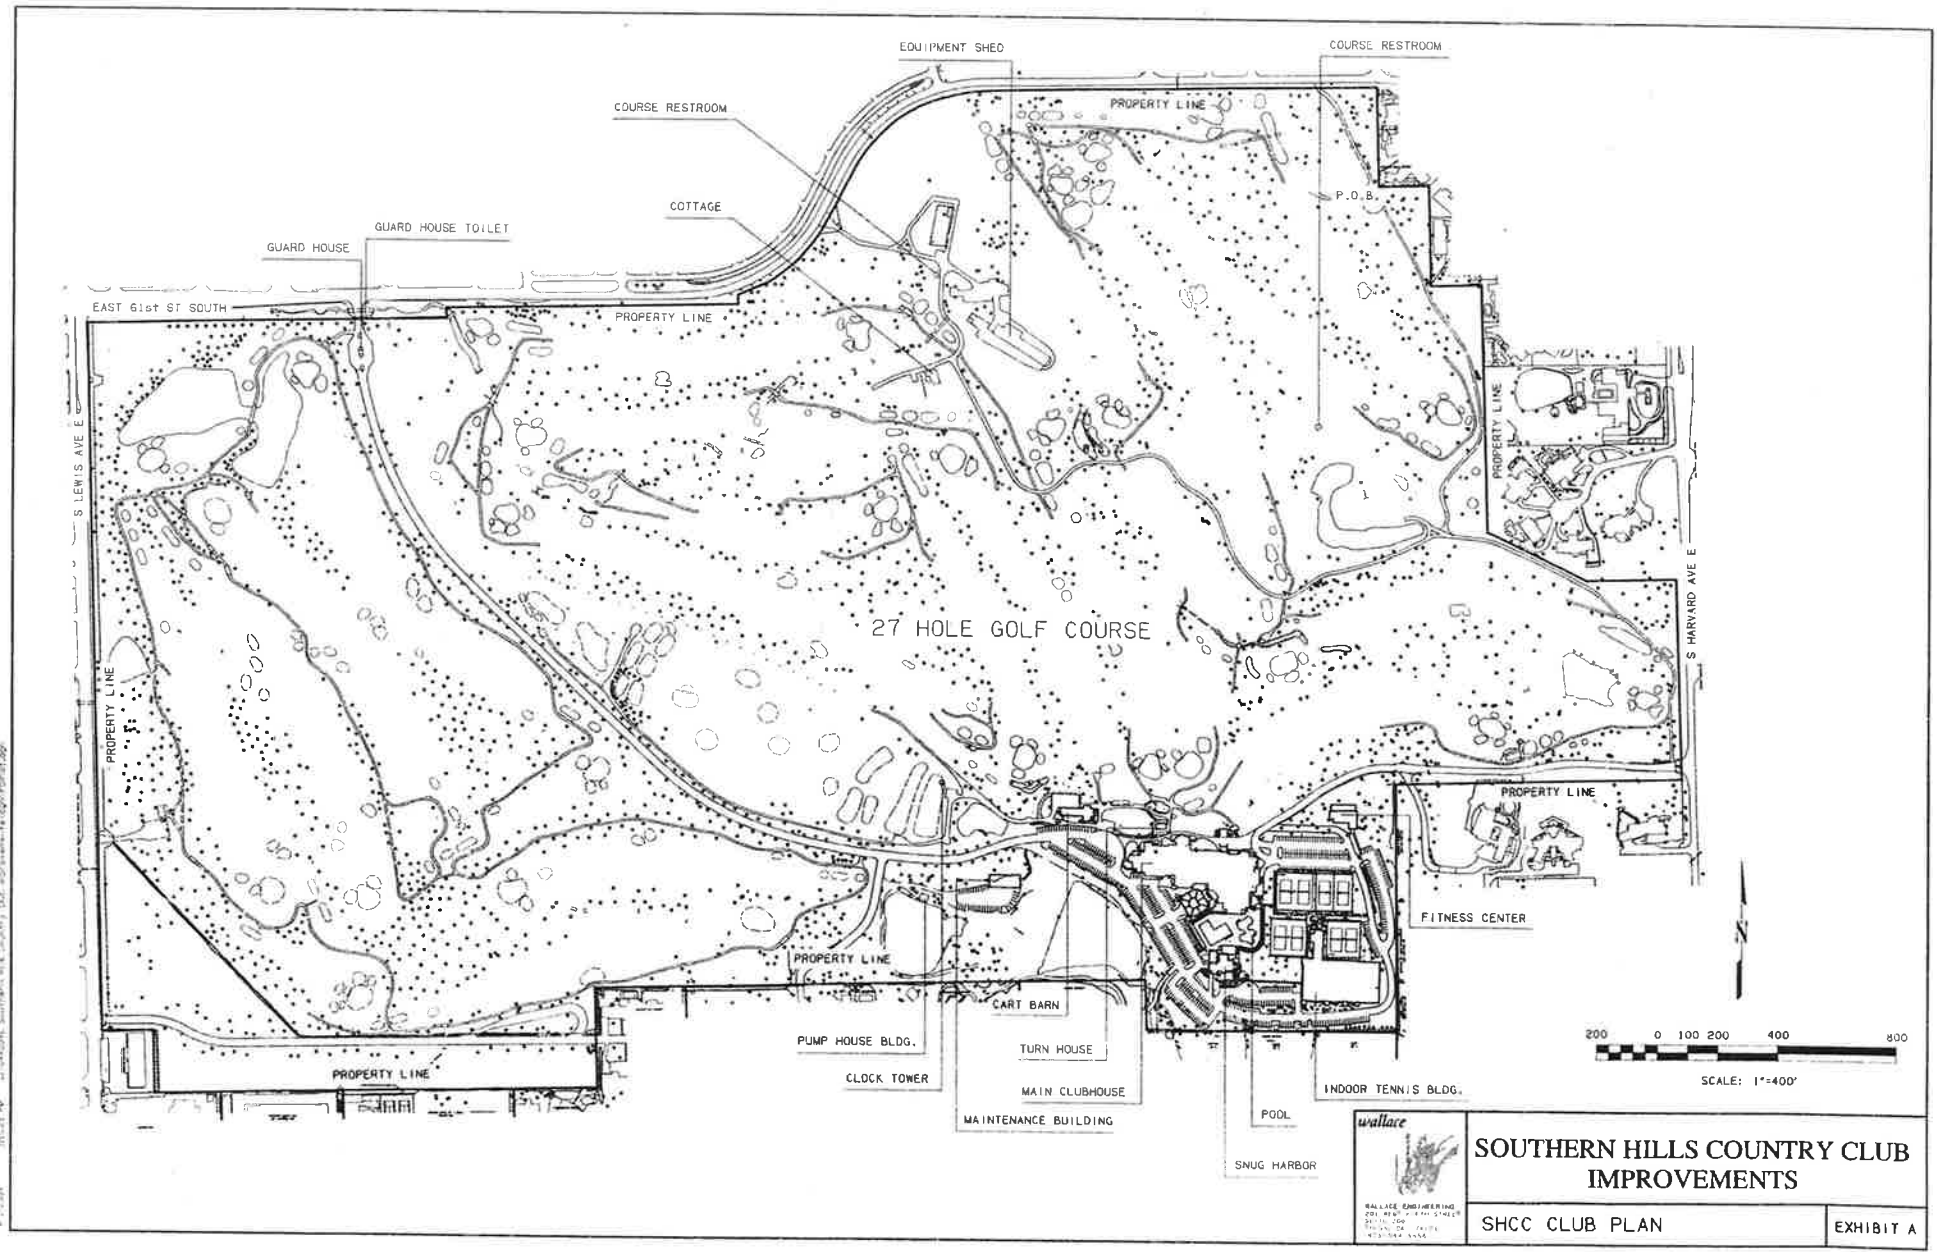 EQUIPMENT SHED
COURSE RESTROOM
COURSE RESTROOM
PROPERTY LINE
P.O.B.
COTTAGE
GUARD HOUSE TOILET
GUARD HOUSE
EAST 61st ST SOUTH
PROPERTY LINE
S LEWIS AVE E
PROPERTY LINE
PROPERTY LINE
S HARVARD AVE E
27 HOLE GOLF COURSE
PROPERTY LINE
FITNESS CENTER
PROPERTY LINE
N
CART BARN
PUMP HOUSE BLDG.
TURN HOUSE
PROPERTY LINE
CLOCK TOWER
MAIN CLUBHOUSE
INDOOR TENNIS BLDG.
MAINTENANCE BUILDING
POOL
SNUG HARBOR
200 0 100 200 400 800
SCALE: 1"=400'
wallace
WALLACE ENGINEERING
SOUTHERN HILLS COUNTRY CLUB
IMPROVEMENTS
SHCC CLUB PLAN
EXHIBIT A